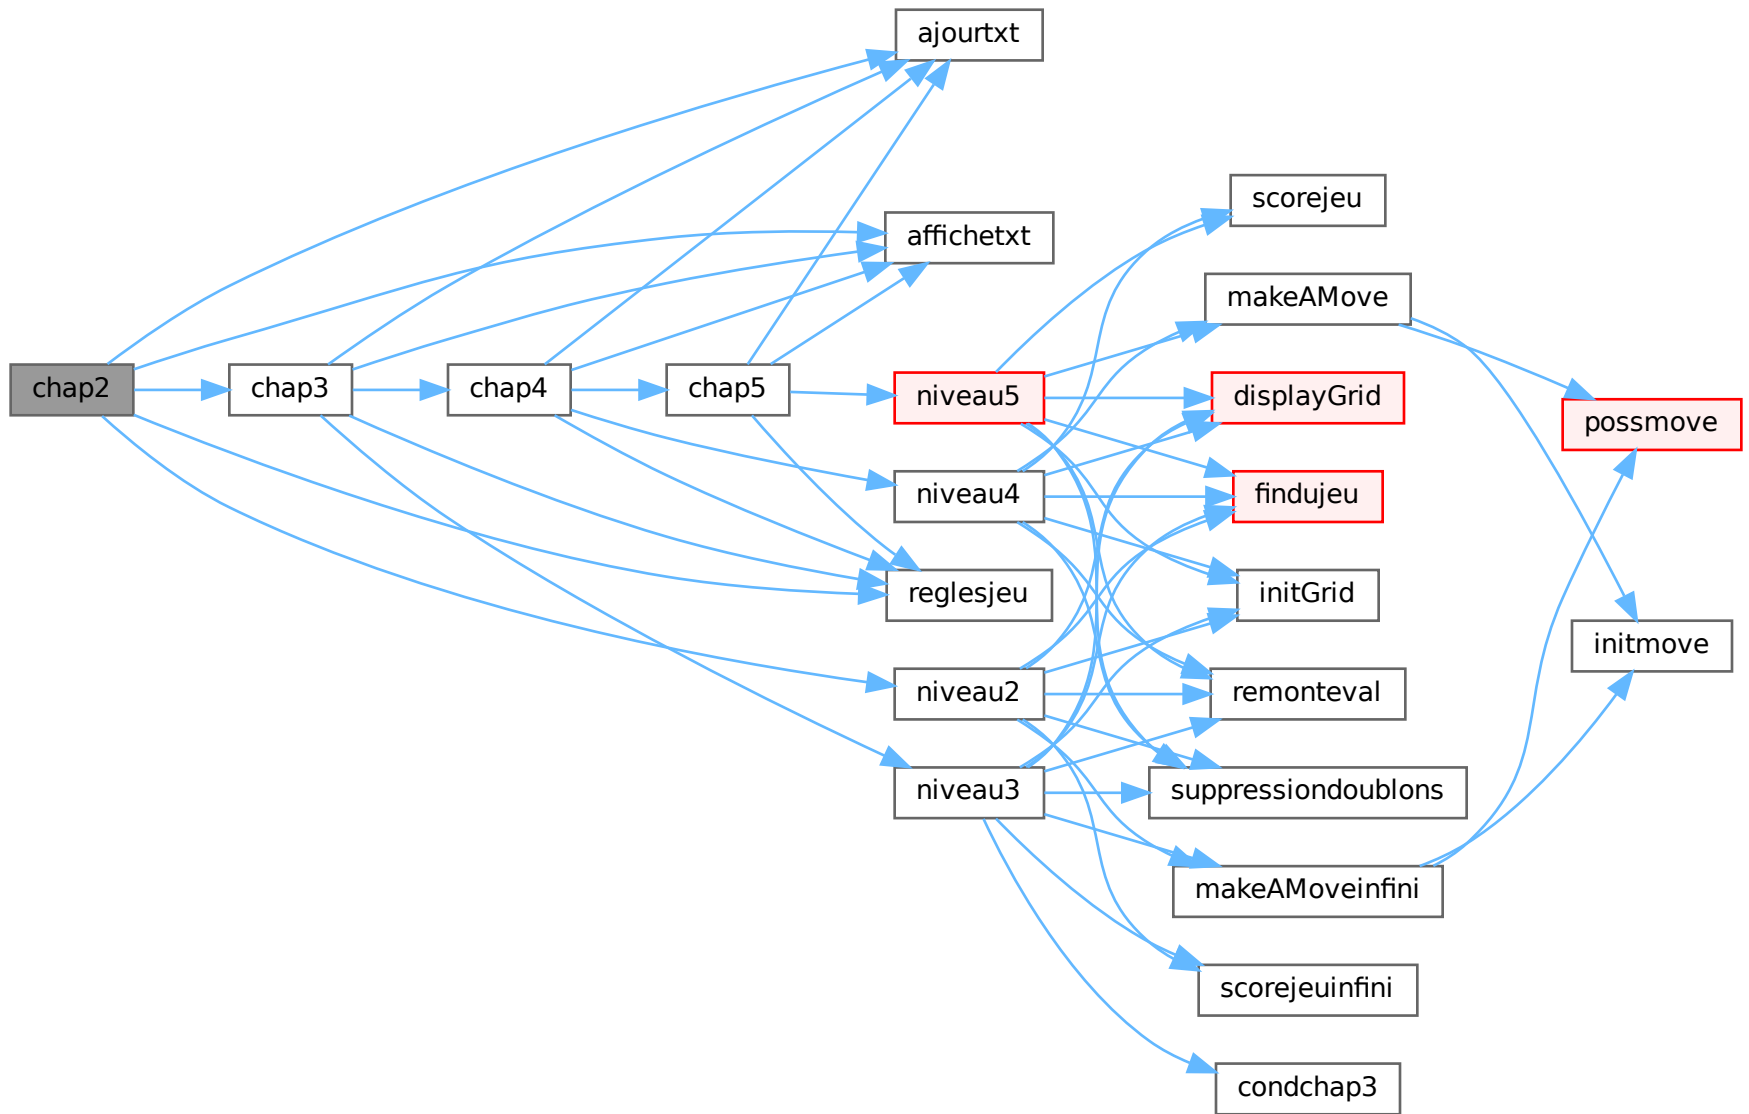 ajourtxt
scorejeu
affichetxt
makeAMove
chap2
chap3
chap4
chap5
niveau5
displayGrid
possmove
niveau4
findujeu
reglesjeu
initGrid
initmove
niveau2
remonteval
niveau3
suppressiondoublons
makeAMoveinfini
scorejeuinfini
condchap3